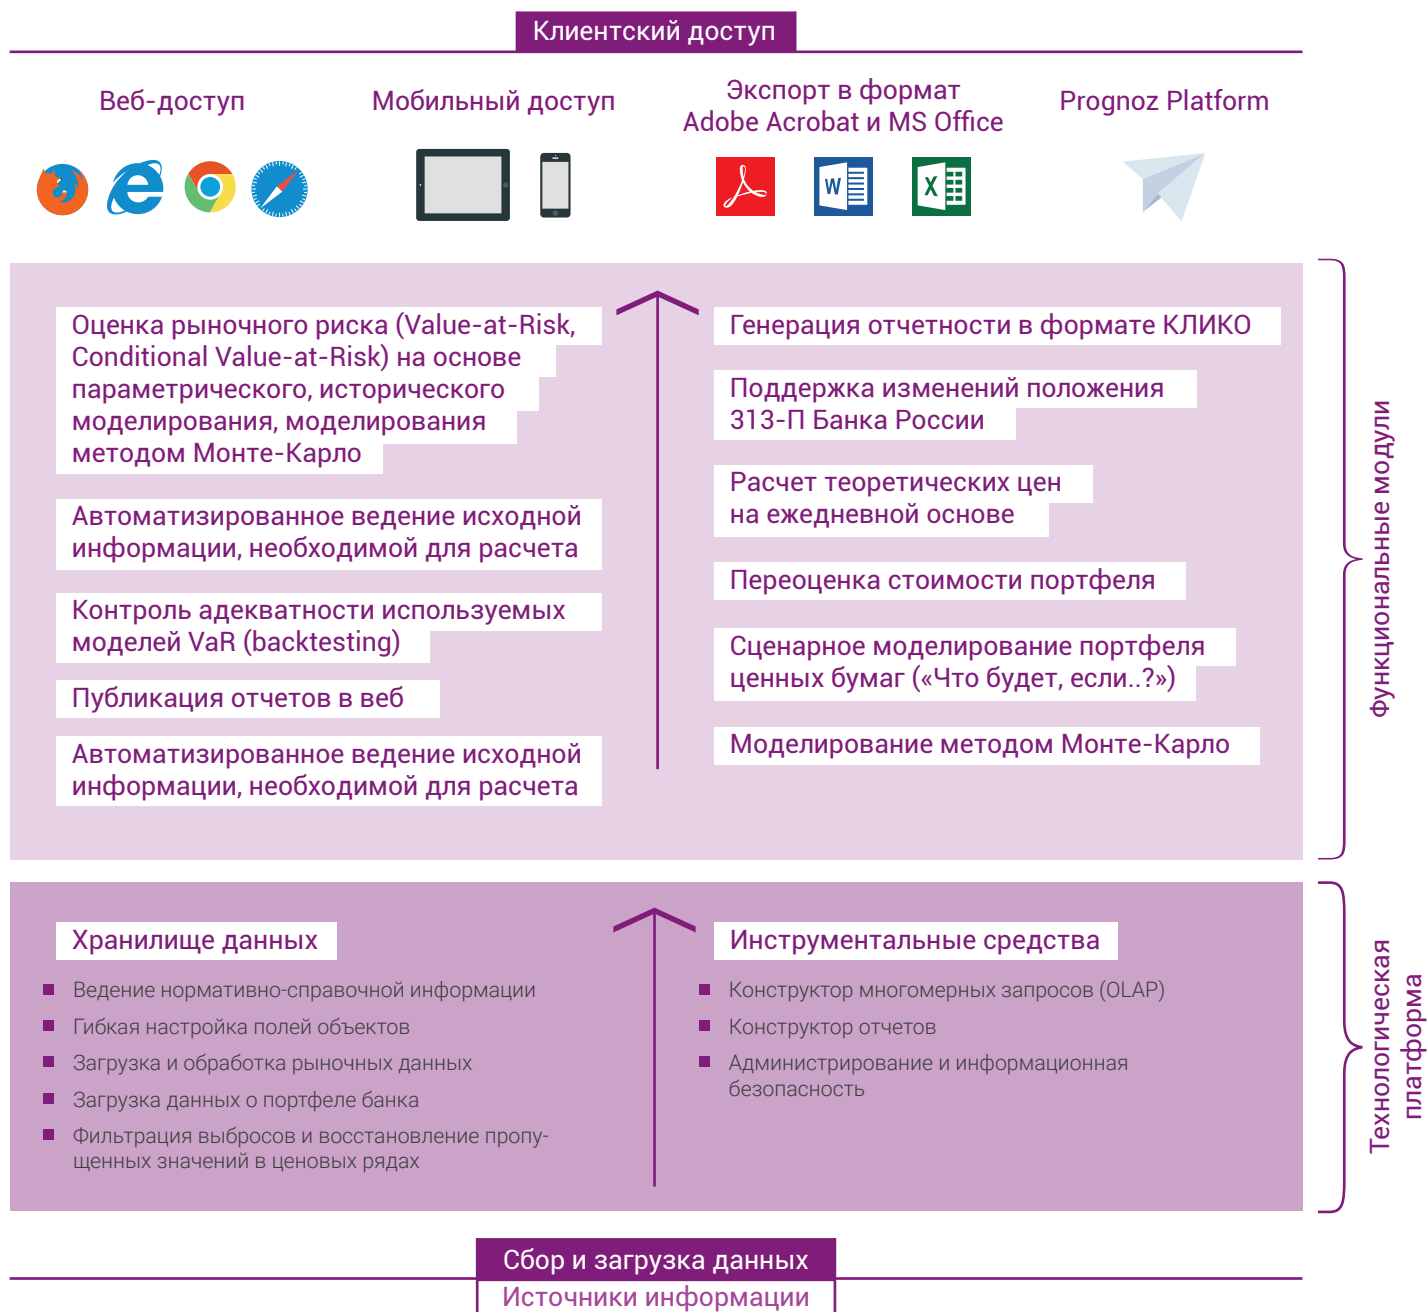 Клиентский доступ
Веб-доступ
Мобильный доступ
Экспорт в формат
Adobe Acrobat и MS Office
Prognoz Platform
W
X
Оценка рыночного риска (Value-at-Risk,
Conditional Value-at-Risk) на основе
параметрического, исторического
моделирования, моделирования
методом Монте-Карло
Автоматизированное ведение исходной
информации, необходимой для расчета
Контроль адекватности используемых
моделей VaR (backtesting)
Публикация отчетов в веб
Автоматизированное ведение исходной
информации, необходимой для расчета
Генерация отчетности в формате КЛИКО
Поддержка изменений положения
313-П Банка России
Расчет теоретических цен
на ежедневной основе
Переоценка стоимости портфеля
Сценарное моделирование портфеля
ценных бумаг («Что будет, если..?»)
Моделирование методом Монте-Карло
Функциональные модули
Хранилище данных
Ведение нормативно-справочной информации
Гибкая настройка полей объектов
Загрузка и обработка рыночных данных
Загрузка данных о портфеле банка
Фильтрация выбросов и восстановление пропу-
щенных значений в ценовых рядах
Инструментальные средства
Конструктор многомерных запросов (OLAP)
Конструктор отчетов
Администрирование и информационная
безопасность
Технологическая
платформа
Сбор и загрузка данных
Источники информации